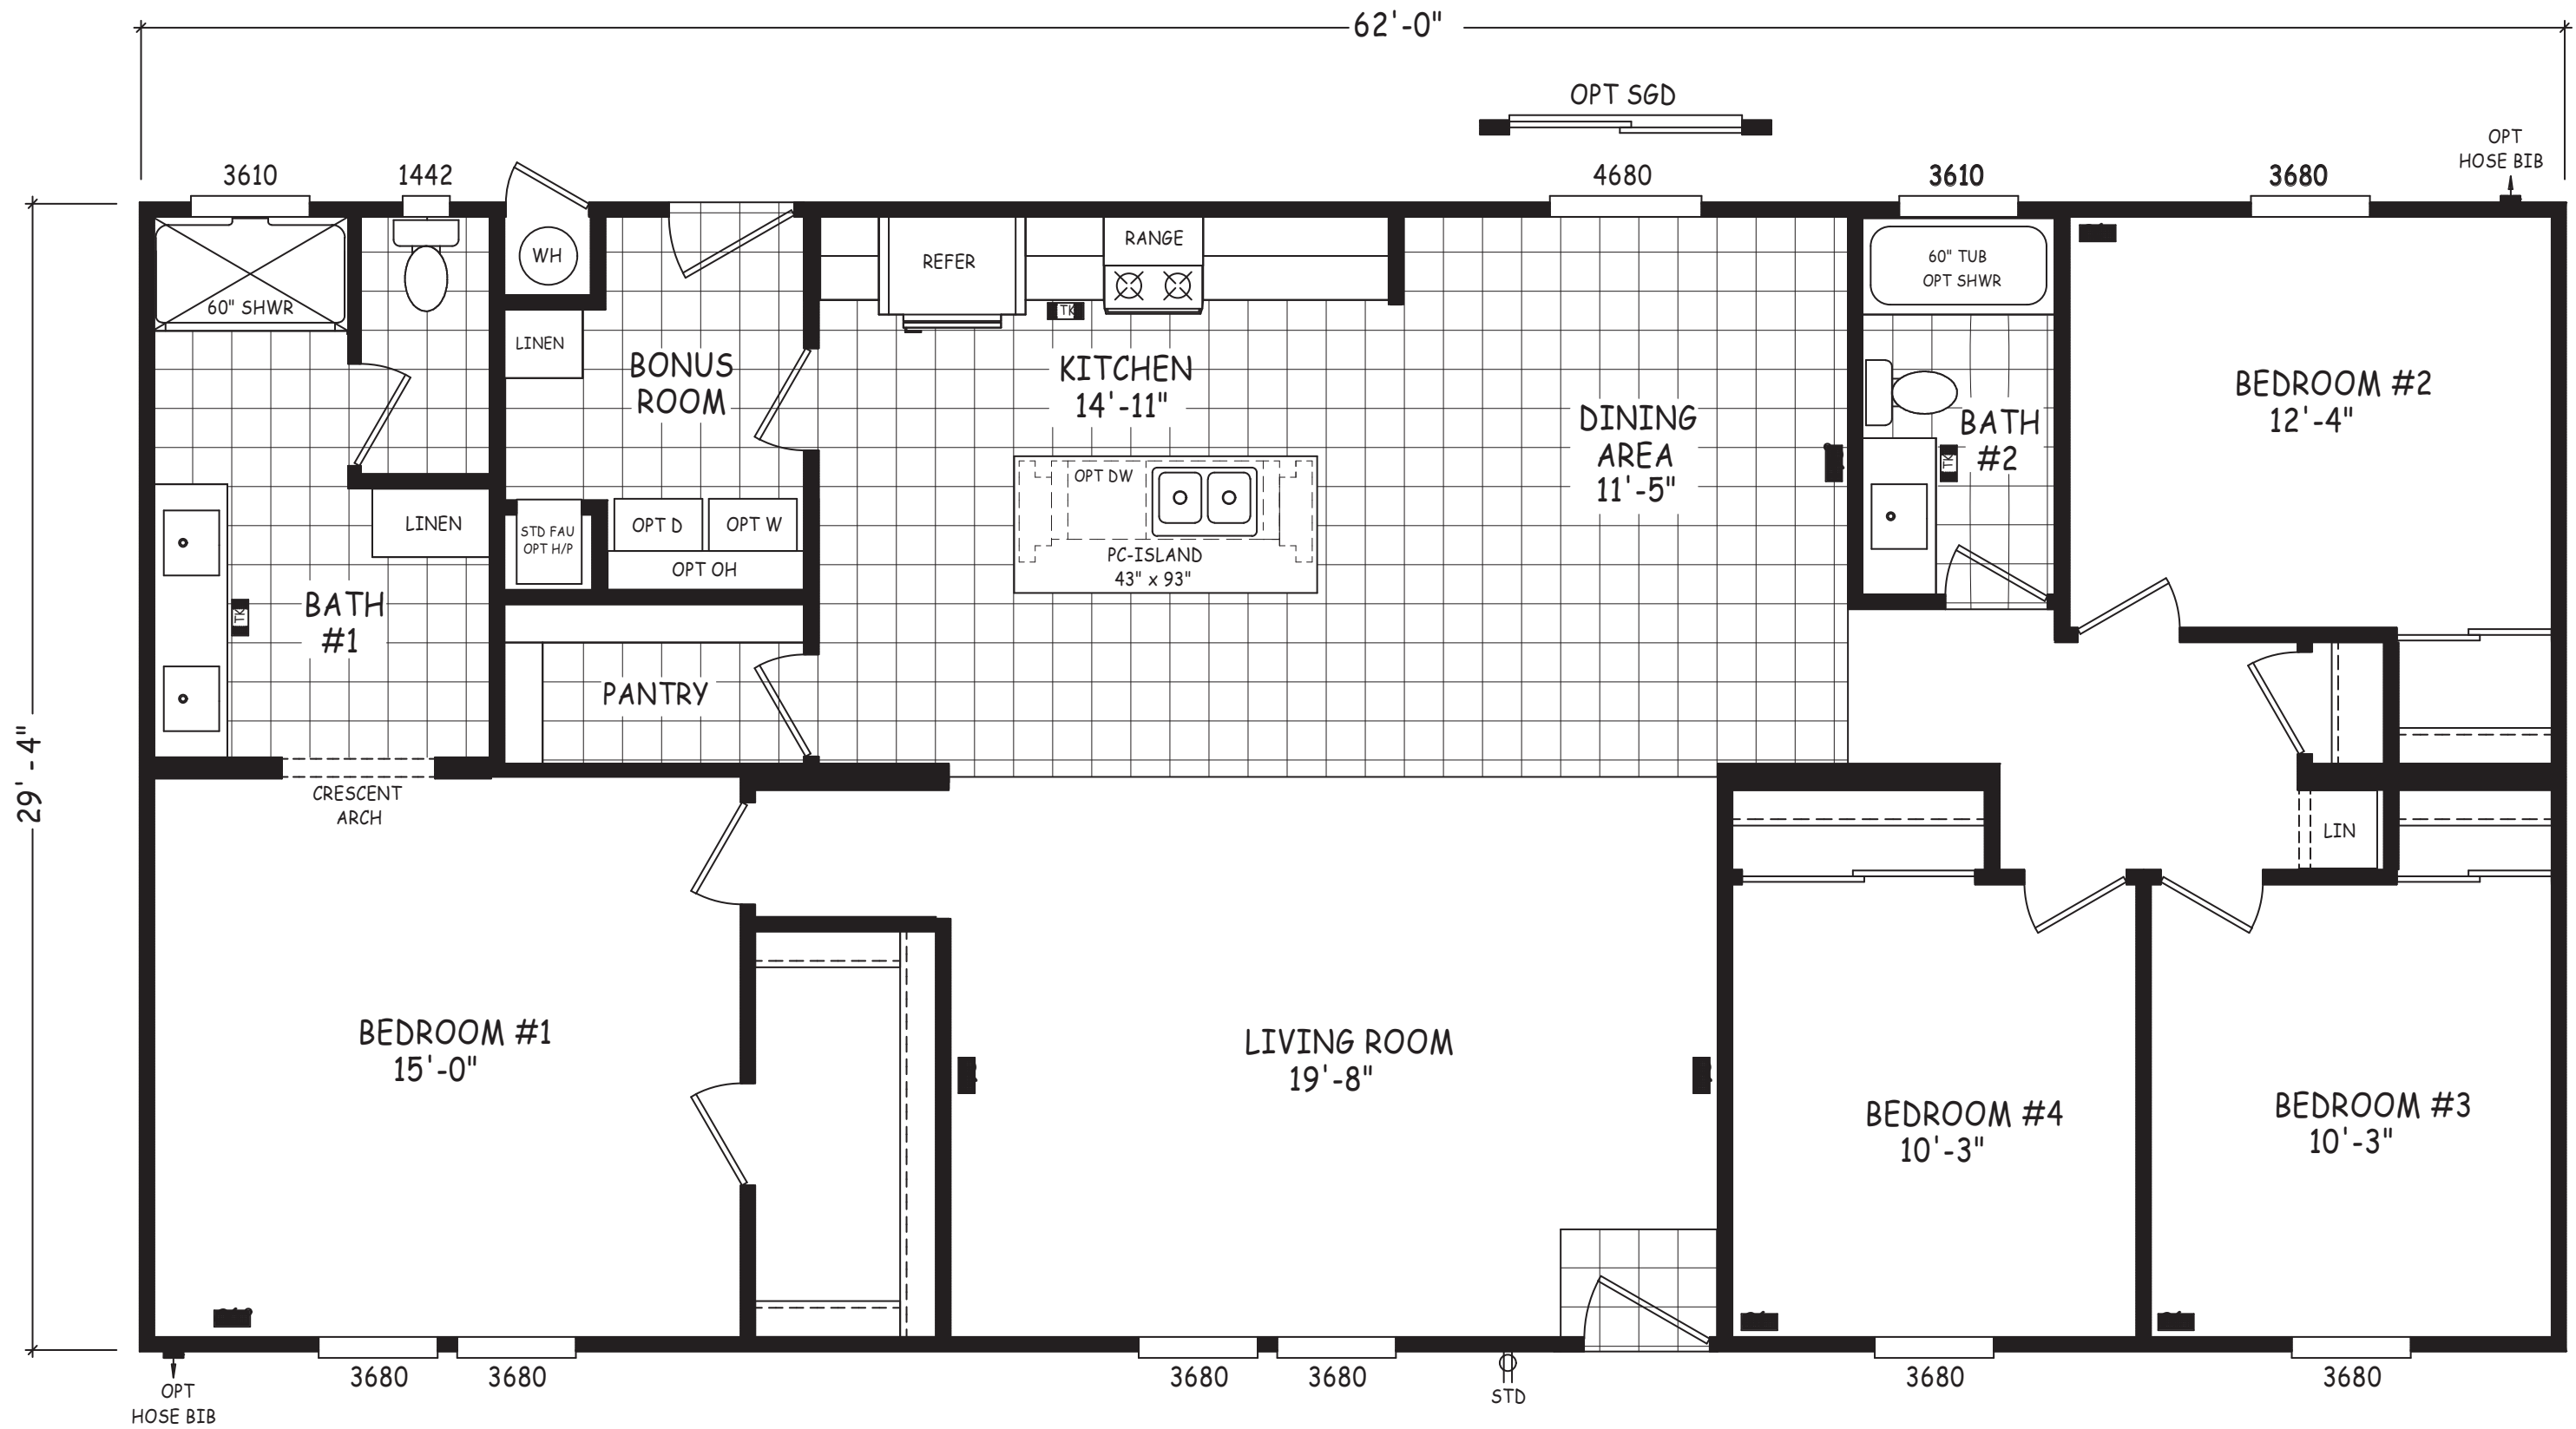 62'-0"
OPT SGD
OPT
HOSE BIB
3610
1442
4680
3610
3680
29'-4"
60" SHWR
WH
REFER
RANGE
60" TUB
OPT SHWR
TK
LINEN
BONUS
ROOM
KITCHEN
14'-11"
DINING
AREA
11'-5"
BATH
#2
TK
BEDROOM #2
12'-4"
LINEN
STD FAU
OPT H/P
OPT D
OPT W
OPT OH
OPT DW
PC-ISLAND
43" x 93"
BATH
#1
TK
PANTRY
CRESCENT
ARCH
LIN
BEDROOM #1
15'-0"
LIVING ROOM
19'-8"
BEDROOM #4
10'-3"
BEDROOM #3
10'-3"
3680
3680
3680
3680
STD
3680
3680
OPT
HOSE BIB